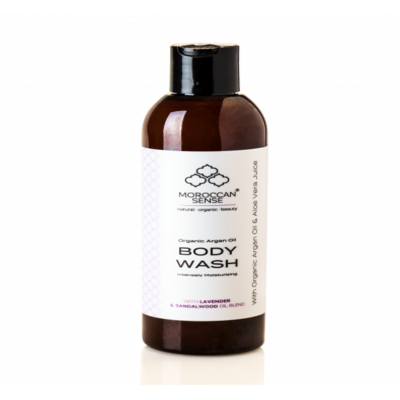 MOROCCAN®
SENSE
natural · organic · beauty
Organic Argan Oil
BODY
WASH
Intensely Moisturizing
WITH LAVENDER
& SANDALWOOD OIL BLEND
With Organic Argan Oil & Aloe Vera Juice